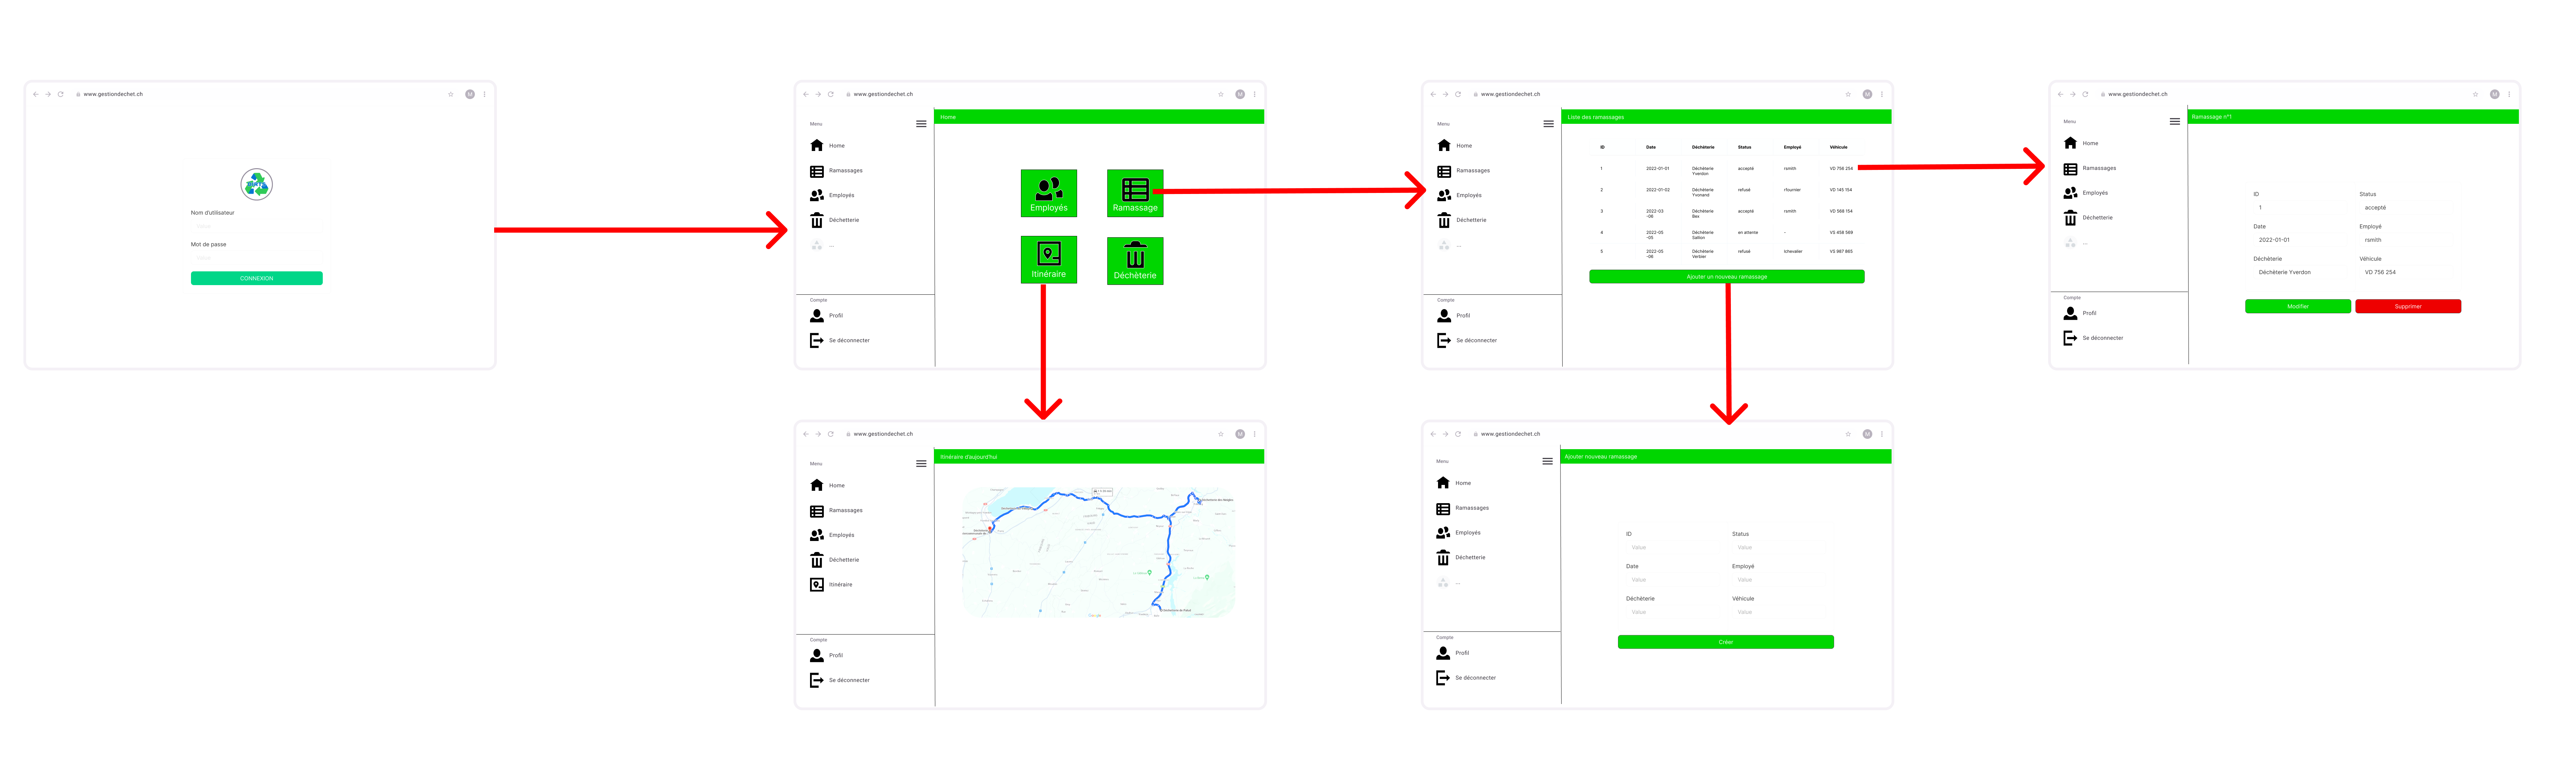 www.gestiondechet.ch
M
Nom d'utilisateur
Value
Mot de passe
Value
CONNEXION
www.gestiondechet.ch
M
Menu
Home
Home
Ramassages
Employés
Déchetterie
...
Compte
Profil
Se déconnecter
Employés
Ramassage
Itinéraire
Déchèterie
www.gestiondechet.ch
M
Menu
Liste des ramassages
Home
Ramassages
Employés
Déchetterie
...
Compte
Profil
Se déconnecter
ID Date Déchèterie Status Employé Véhicule
1 2022-01-01 Déchèterie Yverdon accepté rsmith VD 756 254
2 2022-01-02 Déchèterie Yvonand refusé rfournier VD 145 154
3 2022-03-06 Déchèterie Bex accepté rsmith VD 569 154
4 2022-05-05 Déchèterie en attente - VS 458 569
5 2022-05-06 Déchèterie Verbier refusé lchevalier VS 987 865
Ajouter un nouveau ramassage
www.gestiondechet.ch
M
Menu
Ramassage n°1
Home
Ramassages
Employés
Déchetterie
...
Compte
Profil
Se déconnecter
ID Status
1 accepté
Date Employé
2022-01-01 rsmith
Déchèterie Véhicule
Déchèterie Yverdon VD 756 254
Modifier Supprimer
www.gestiondechet.ch
M
Menu
Itinéraire d'aujourd'hui
Home
Ramassages
Employés
Déchetterie
Itinéraire
Compte
Profil
Se déconnecter
Google
www.gestiondechet.ch
M
Menu
Ajouter nouveau ramassage
Home
Ramassages
Employés
Déchetterie
...
Compte
Profil
Se déconnecter
ID Status
Value Value
Date Employé
Value Value
Déchèterie Véhicule
Value Value
Créer